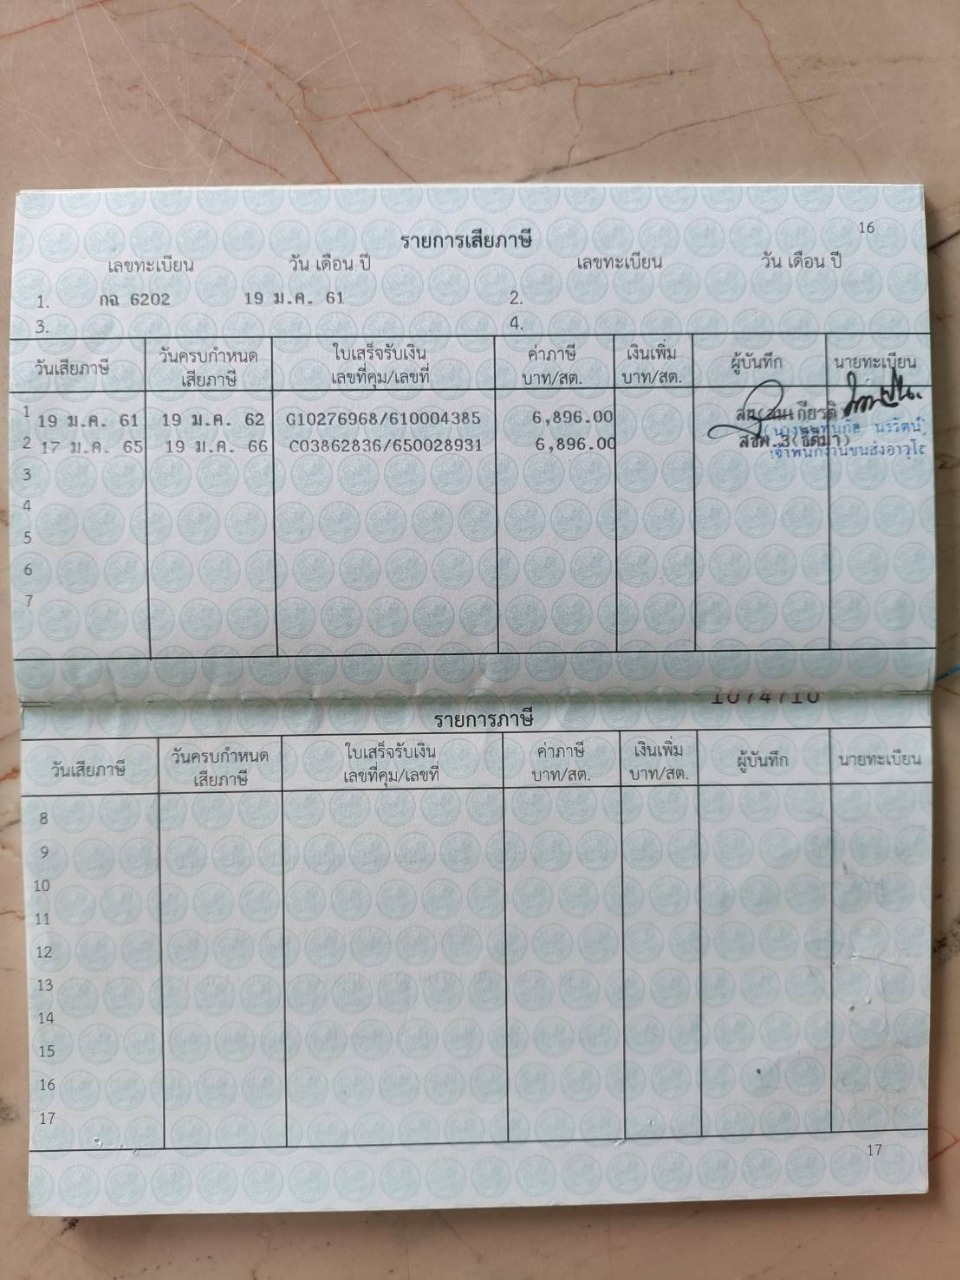 16
รายการเสียภาษี
เลขทะเบียน วัน เดือน ปี เลขทะเบียน วัน เดือน ปี
1. กฉ 6202 19 ม.ค. 61 2.
3. 4.
วันเสียภาษี วันครบกำหนดเสียภาษี ใบเสร็จรับเงิน เลขที่คุม/เลขที่ ค่าภาษี บาท/สต. เงินเพิ่ม บาท/สต. ผู้บันทึก นายทะเบียน
1 19 ม.ค. 61 19 ม.ค. 62 G10276968/610004385 6,896.00
2 17 ม.ค. 65 19 ม.ค. 66 C03862836/650028931 6,896.00 สขพ.3(ธิติมา)
3
4
5
6
7
รายการภาษี
วันเสียภาษี วันครบกำหนดเสียภาษี ใบเสร็จรับเงิน เลขที่คุม/เลขที่ ค่าภาษี บาท/สต. เงินเพิ่ม บาท/สต. ผู้บันทึก นายทะเบียน
8
9
10
11
12
13
14
15
16
17
17